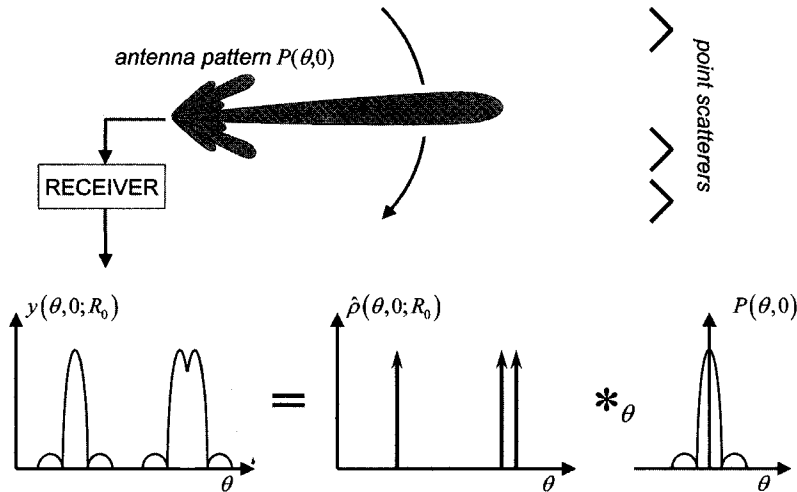 antenna pattern P(θ,0)
point scatterers
RECEIVER
y(θ,0;R₀)
ρ̂(θ,0;R₀)
P(θ,0)
=
*θ
θ
θ
θ